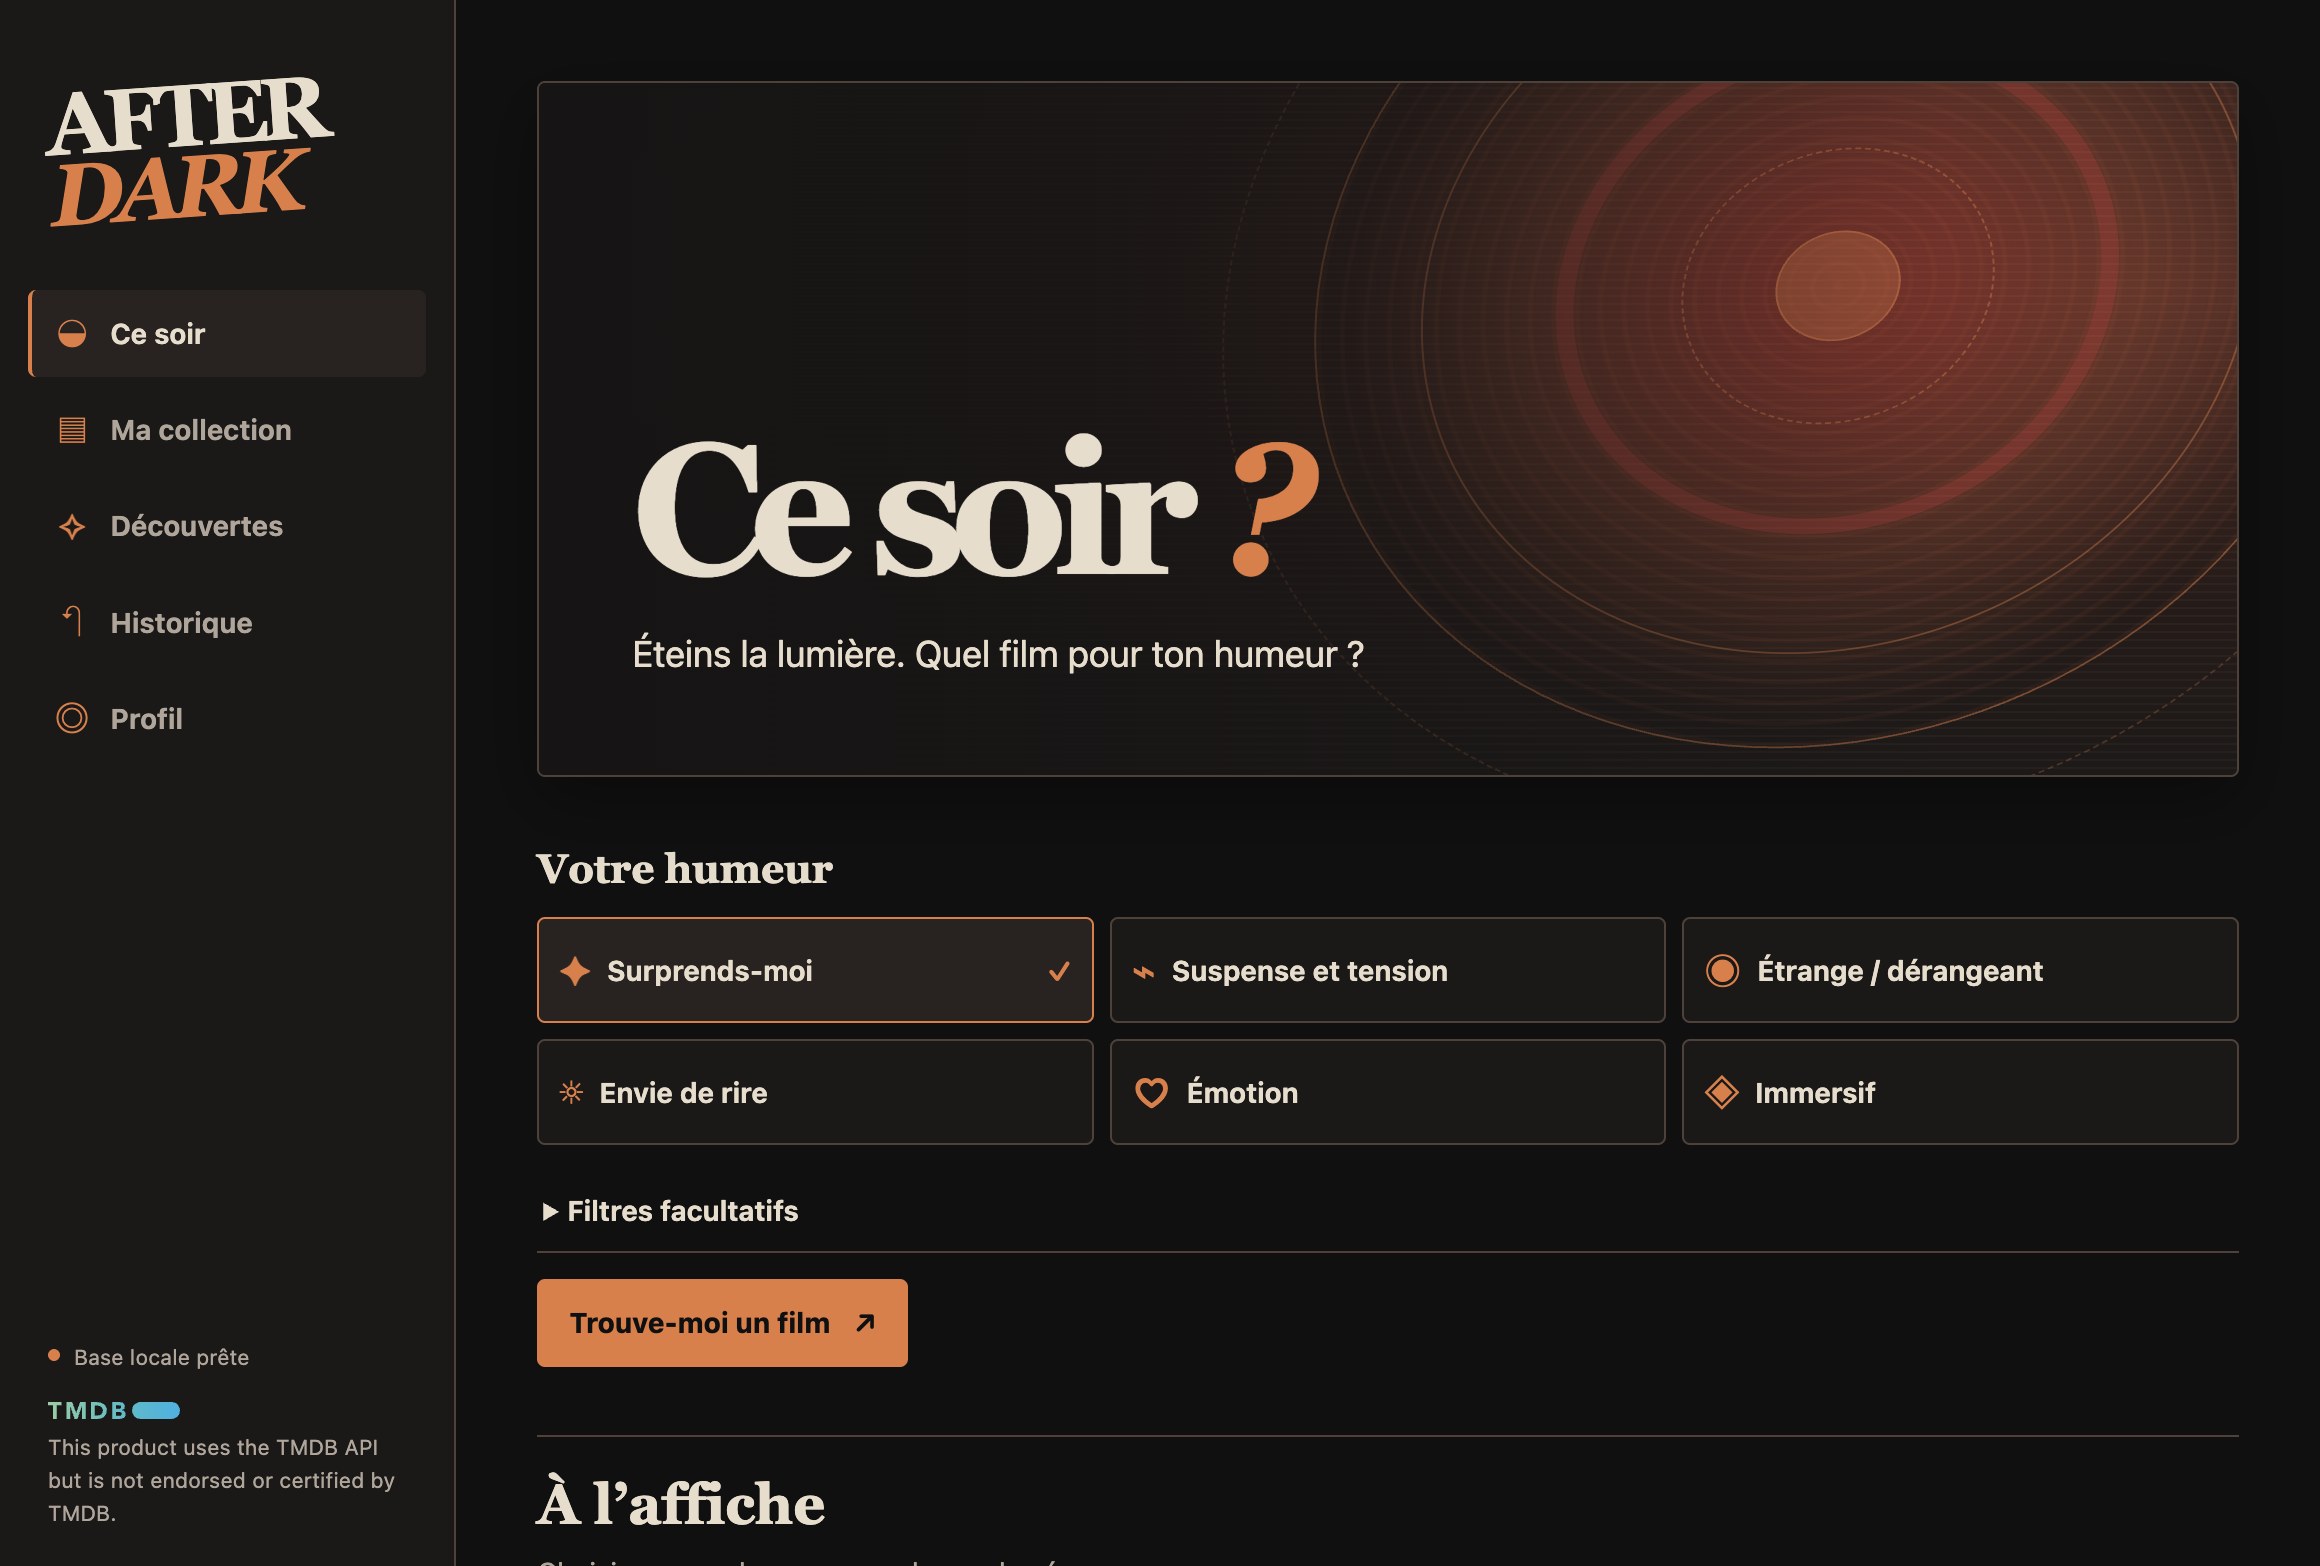 AFTER
DARK
Ce soir
Ma collection
Découvertes
Historique
Profil
Base locale prête
TMDB
This product uses the TMDB API
but is not endorsed or certified by
TMDB.
Ce soir ?
Éteins la lumière. Quel film pour ton humeur ?
Votre humeur
Surprends-moi
Suspense et tension
Étrange / dérangeant
Envie de rire
Émotion
Immersif
Filtres facultatifs
Trouve-moi un film
À l’affiche